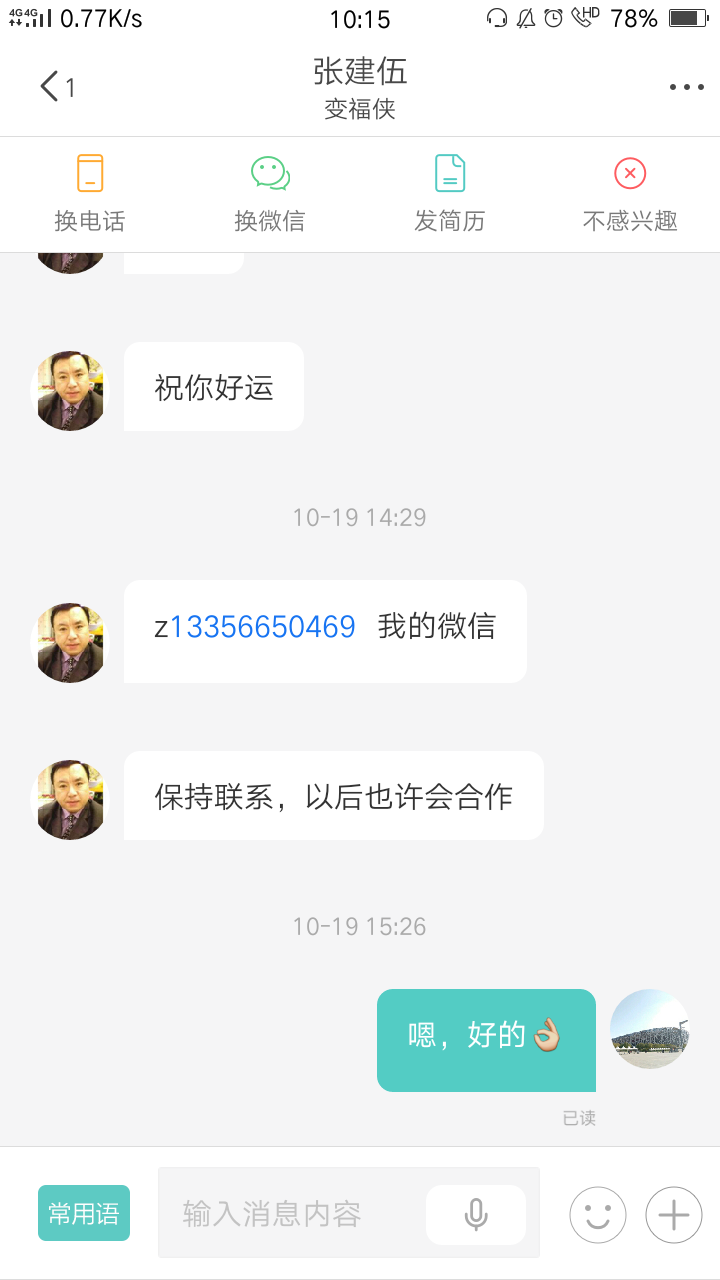 4G 4G 0.77K/s 10:15 HD 78%
1 张建伍
变福侠
换电话 换微信 发简历 不感兴趣
祝你好运
10-19 14:29
z13356650469 我的微信
保持联系，以后也许会合作
10-19 15:26
嗯，好的👌
已读
常用语 输入消息内容